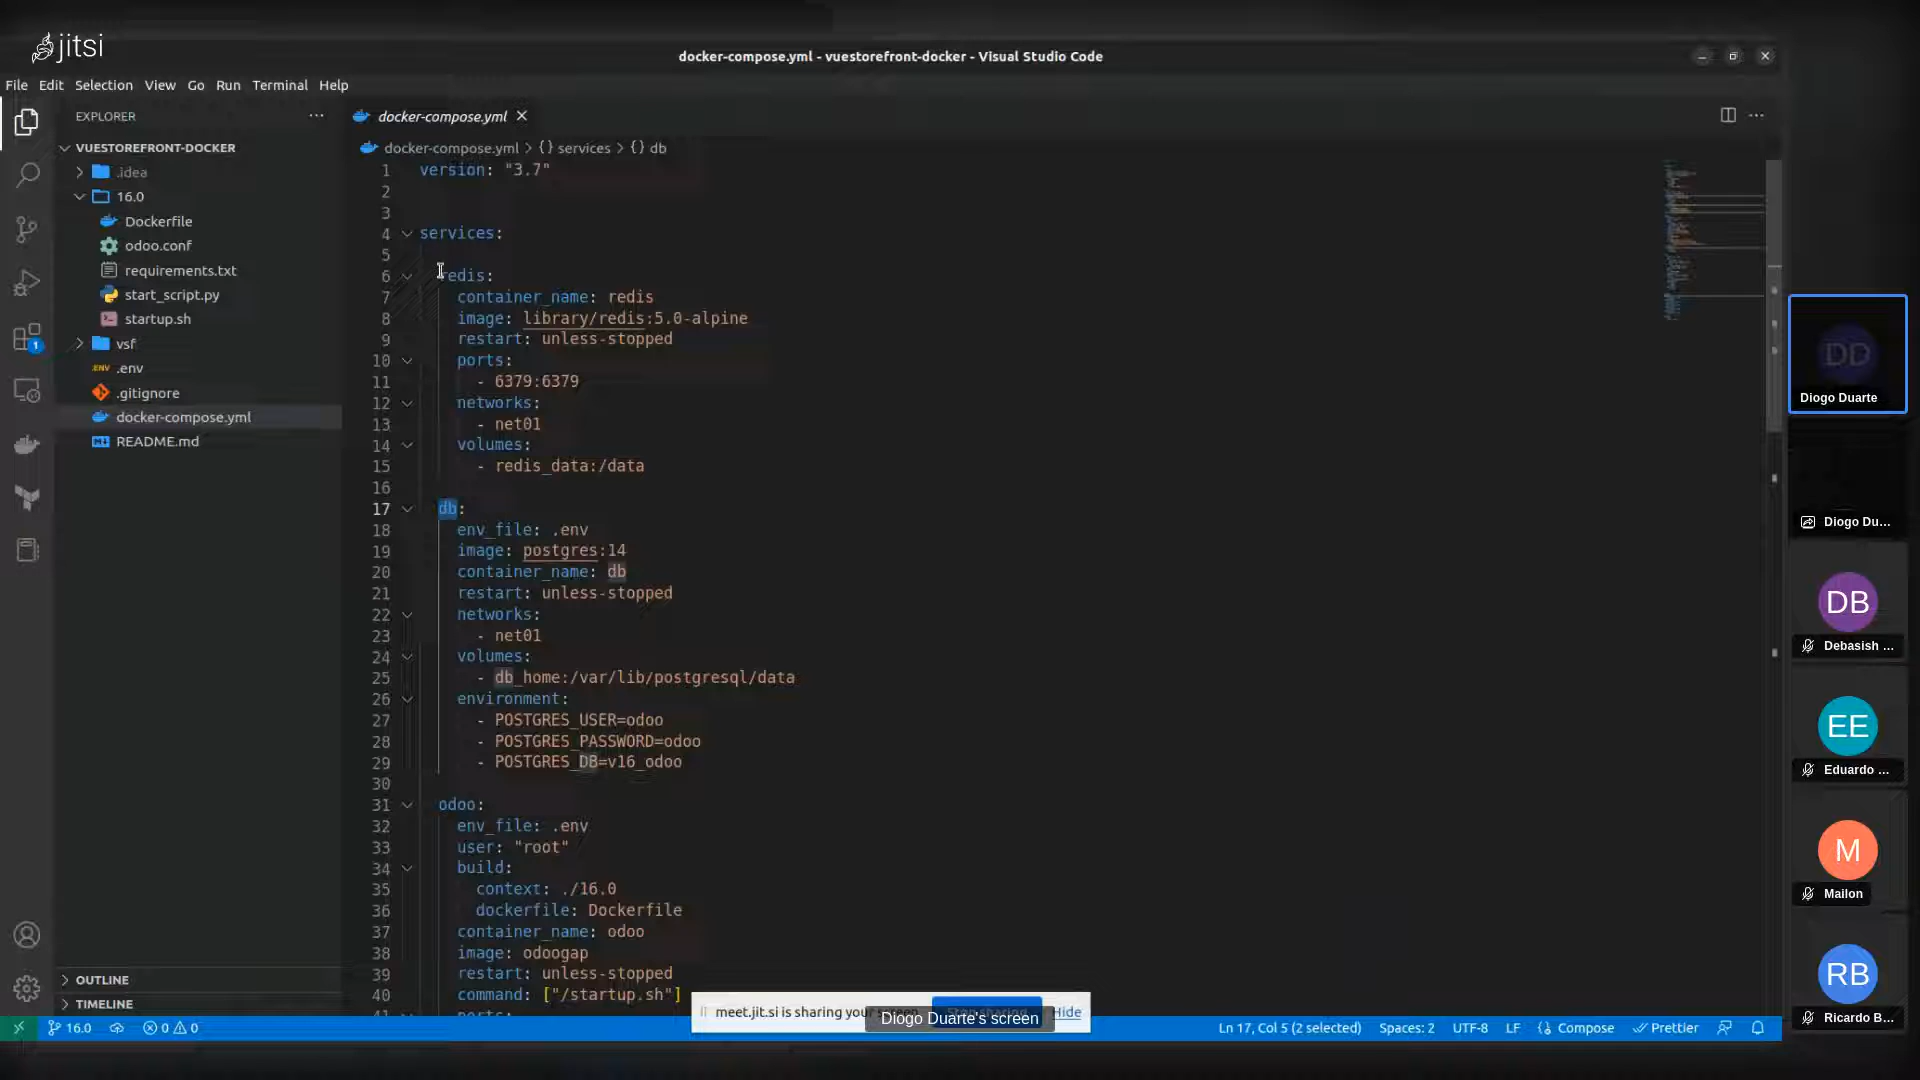 jitsi
docker-compose.yml - vuestorefront-docker - Visual Studio Code
File Edit Selection View Go Run Terminal Help
EXPLORER
docker-compose.yml
VUESTOREFRONT-DOCKER
docker-compose.yml > {} services > {} db
.idea
16.0
Dockerfile
odoo.conf
requirements.txt
start_script.py
startup.sh
vsf
.ENV .env
.gitignore
docker-compose.yml
README.md
1 version: "3.7"
2
3
4 services:
5
6 redis:
7 container_name: redis
8 image: library/redis:5.0-alpine
9 restart: unless-stopped
10 ports:
11 - 6379:6379
12 networks:
13 - net01
14 volumes:
15 - redis_data:/data
16
17 db:
18 env_file: .env
19 image: postgres:14
20 container_name: db
21 restart: unless-stopped
22 networks:
23 - net01
24 volumes:
25 - db_home:/var/lib/postgresql/data
26 environment:
27 - POSTGRES_USER=odoo
28 - POSTGRES_PASSWORD=odoo
29 - POSTGRES_DB=v16_odoo
30
31 odoo:
32 env_file: .env
33 user: "root"
34 build:
35 context: ./16.0
36 dockerfile: Dockerfile
37 container_name: odoo
38 image: odoogap
39 restart: unless-stopped
40 command: ["/startup.sh"]
OUTLINE
TIMELINE
1
16.0
0 0
meet.jit.si is sharing your screen.
Hide
Diogo Duarte's screen
Ln 17, Col 5 (2 selected) Spaces: 2 UTF-8 LF Compose Prettier
DD
Diogo Duarte
Diogo Du...
DB
Debasish ...
EE
Eduardo ...
M
Mailon
RB
Ricardo B...